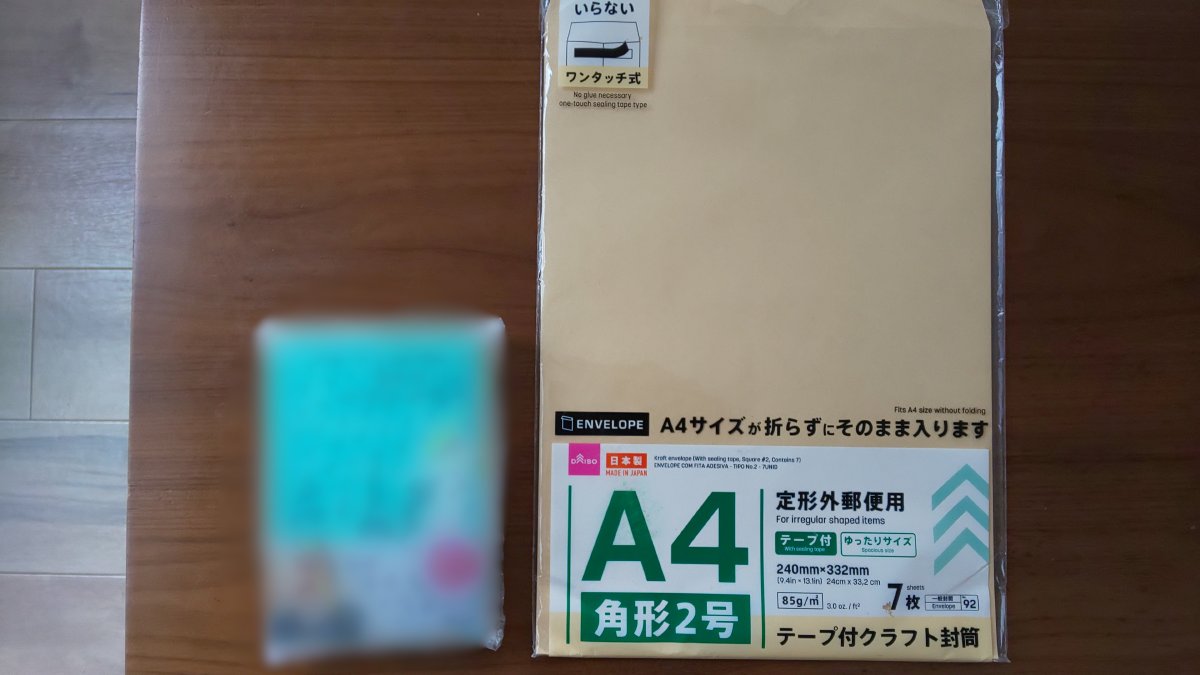 いらない
ワンタッチ式
No glue necessary
one-touch sealing tape type
Fits A4 size without folding
ENVELOPE A4サイズが折らずにそのまま入ります
DAISO 日本製
MADE IN JAPAN
Kraft envelope (With sealing tape, Square #2, Contains 7)
ENVELOPE COM FITA ADESIVA - TIPO No.2 - 7UNID
A4
角形2号
定形外郵便用
For irregular shaped items
テープ付
With sealing tape
ゆったりサイズ
Spacious size
240mm×332mm
(9.4in × 13.1in) 24cm x 33.2 cm
85g/㎡ 3.0 oz. / ft²
7枚
sheets
一般封筒
Envelope
No. 92
テープ付クラフト封筒